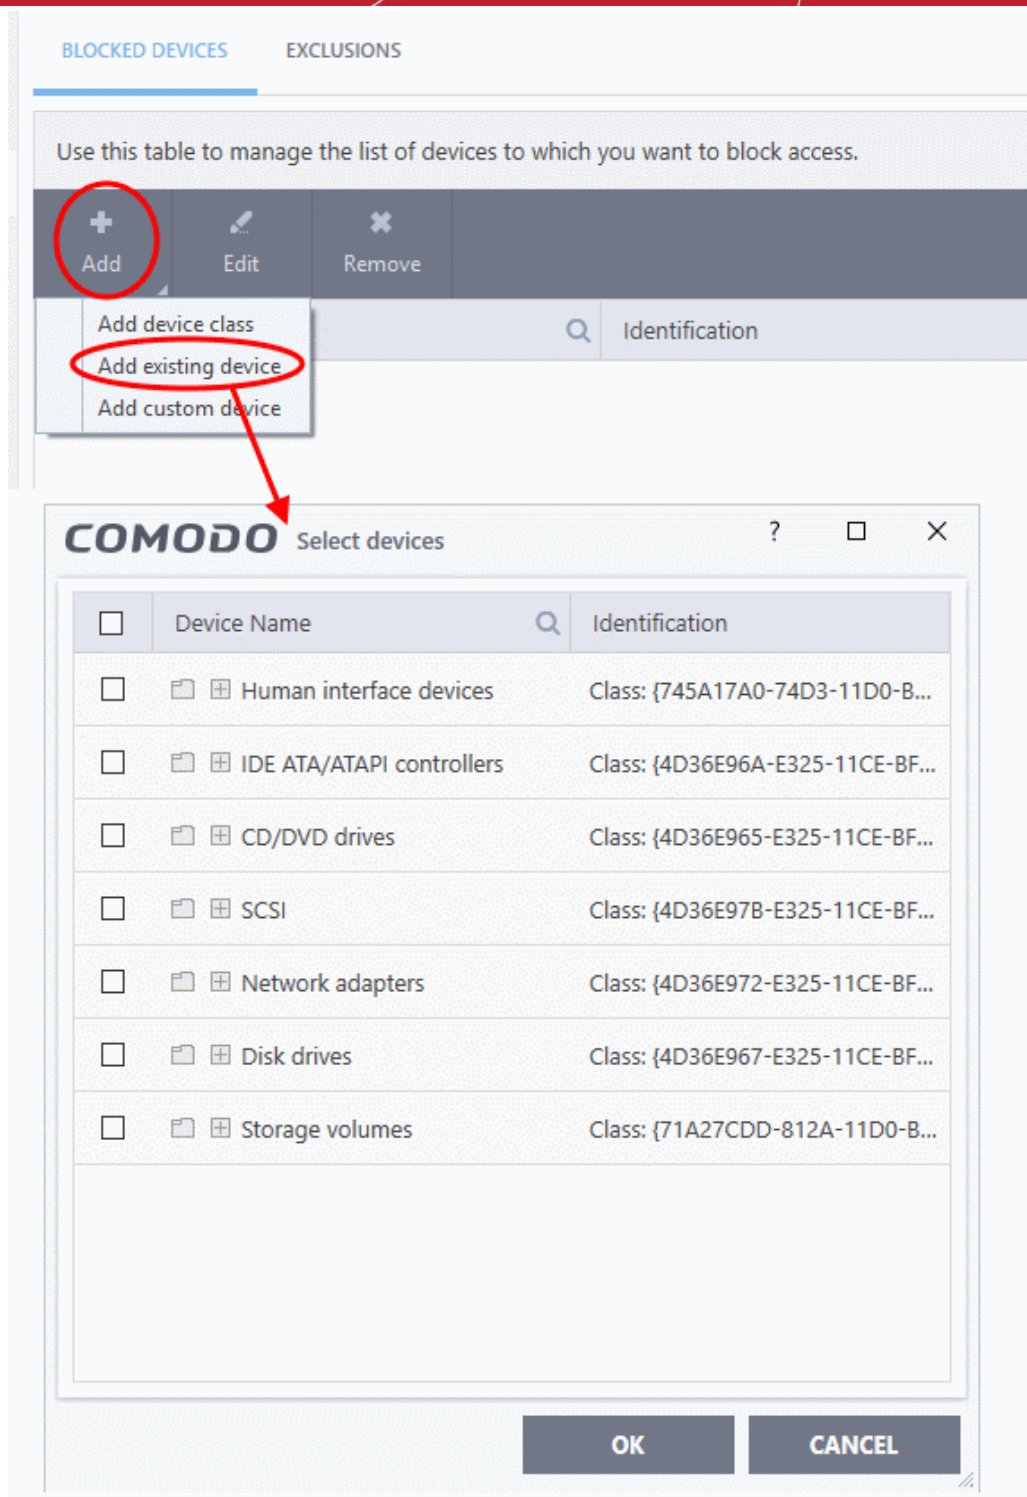 BLOCKED DEVICES EXCLUSIONS
Use this table to manage the list of devices to which you want to block access.
Add Edit Remove
Add device class
Identification
Add existing device
Add custom device
COMODO Select devices ?
Device Name Identification
Human interface devices Class: {745A17A0-74D3-11D0-B...
IDE ATA/ATAPI controllers Class: {4D36E96A-E325-11CE-BF...
CD/DVD drives Class: {4D36E965-E325-11CE-BF...
SCSI Class: {4D36E97B-E325-11CE-BF...
Network adapters Class: {4D36E972-E325-11CE-BF...
Disk drives Class: {4D36E967-E325-11CE-BF...
Storage volumes Class: {71A27CDD-812A-11D0-B...
OK CANCEL